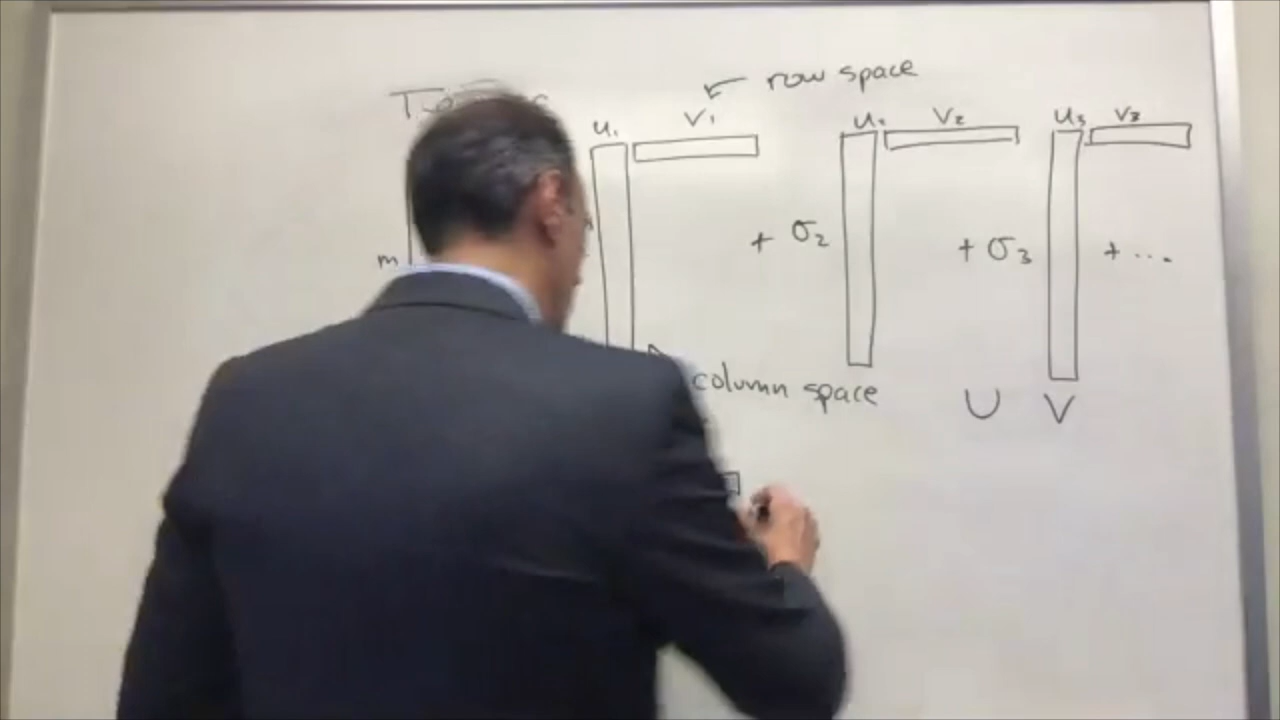 row space
u₁ v₁ u₂ v₂ u₃ v₃
m + σ₂ + σ₃ + ...
column space U V